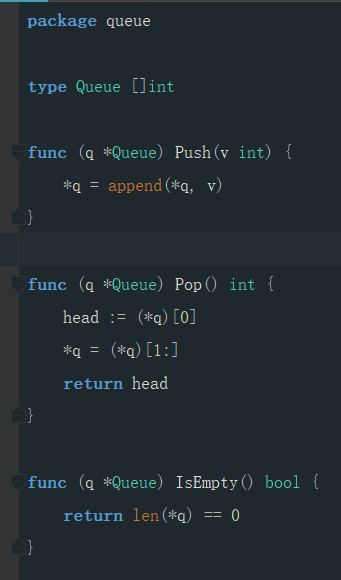 package queue
type Queue []int
func (q *Queue) Push(v int) {
    *q = append(*q, v)
}
func (q *Queue) Pop() int {
    head := (*q)[0]
    *q = (*q)[1:]
    return head
}
func (q *Queue) IsEmpty() bool {
    return len(*q) == 0
}